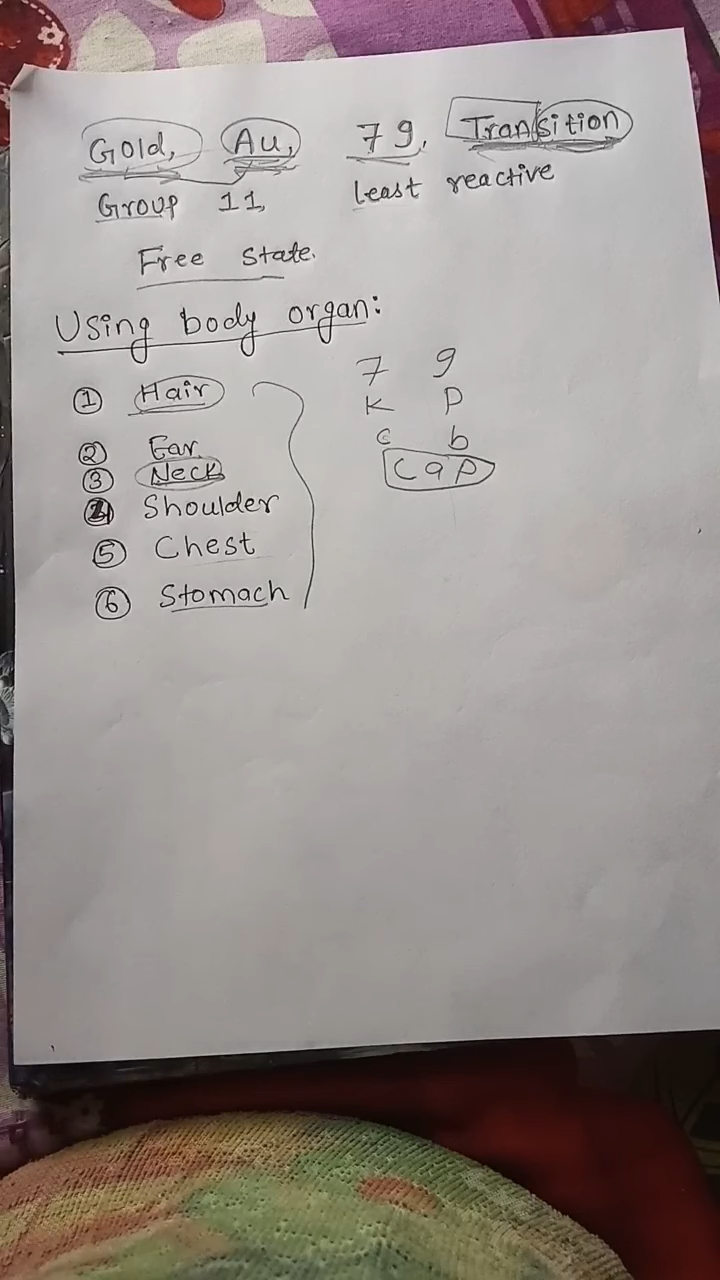 Gold, Au, 79, Transition
Group 11, least reactive
Free state.
Using body organ:
① Hair
② Ear
③ Neck
④ Shoulder
⑤ Chest
⑥ Stomach
7 9
K P
c b
Cap